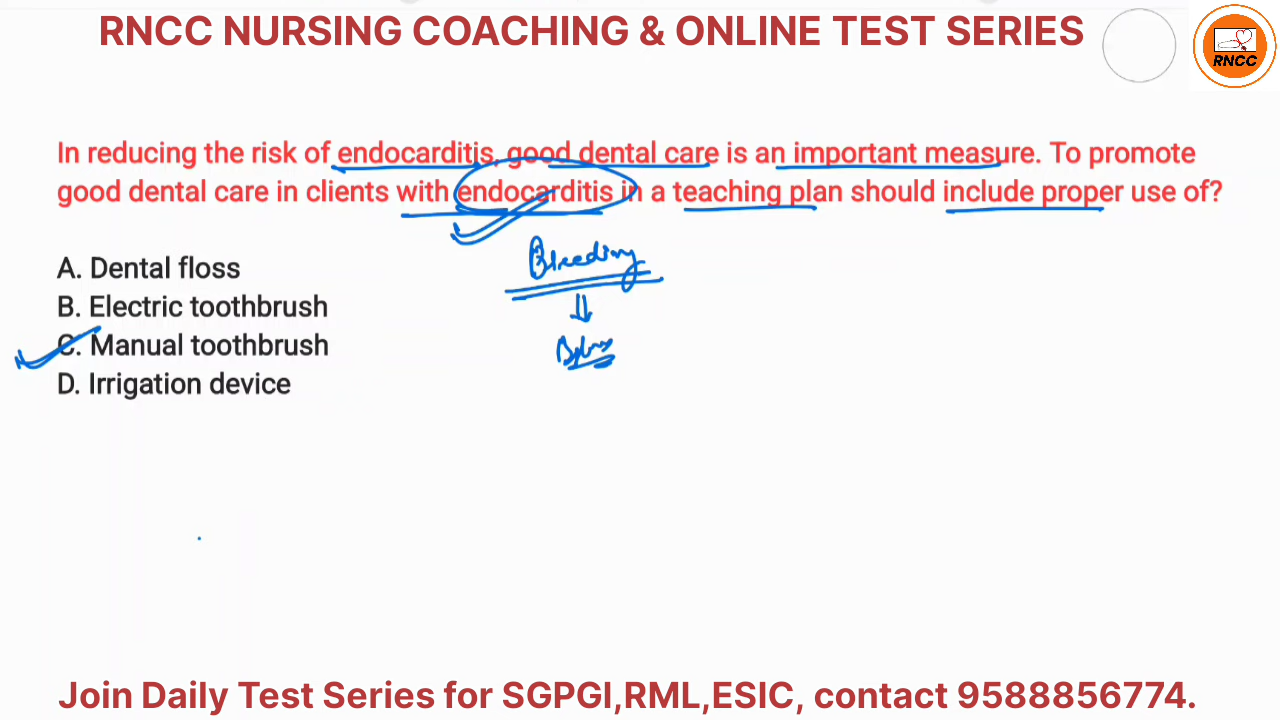 RNCC NURSING COACHING & ONLINE TEST SERIES
RNCC
In reducing the risk of endocarditis, good dental care is an important measure. To promote
good dental care in clients with endocarditis in a teaching plan should include proper use of?
A. Dental floss
B. Electric toothbrush
C. Manual toothbrush
D. Irrigation device
Bleeding
Join Daily Test Series for SGPGI,RML,ESIC, contact 9588856774.